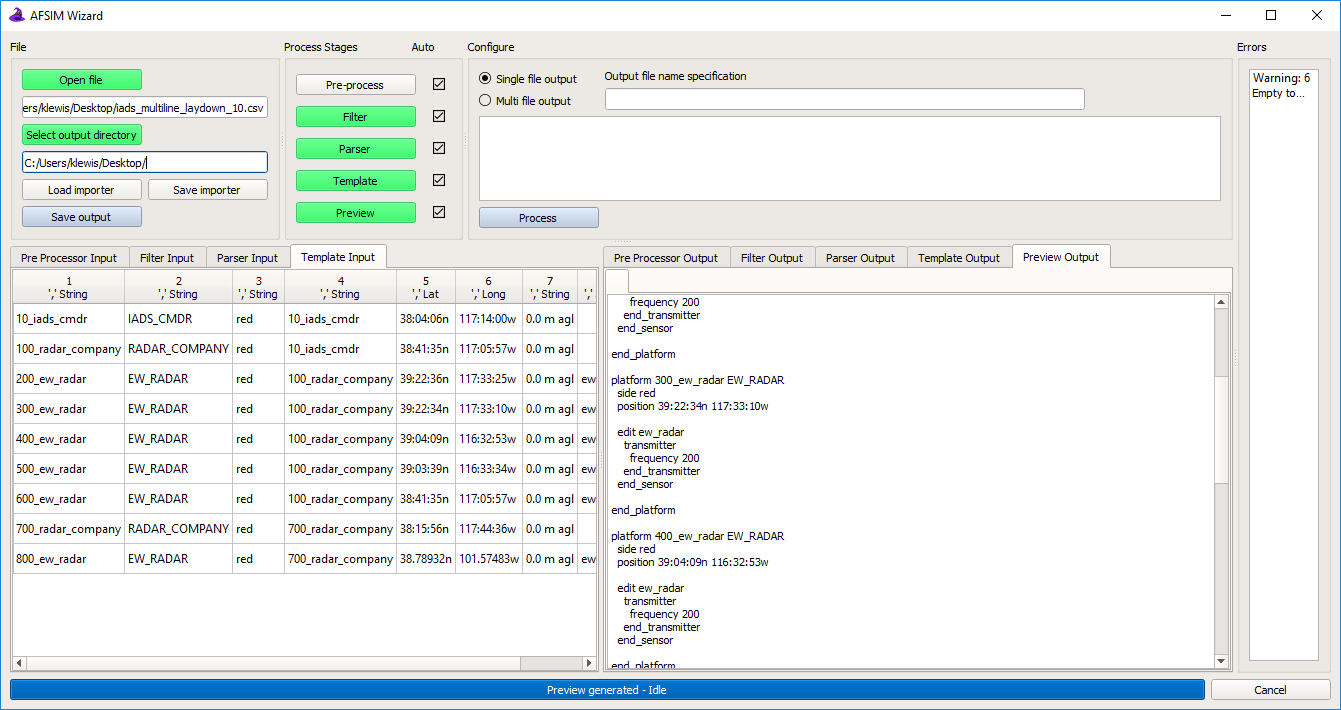 AFSIM Wizard
File
Process Stages Auto
Configure
Errors
Open file
ers/klewis/Desktop/iads_multiline_laydown_10.csv
Select output directory
C:/Users/klewis/Desktop/
Load importer Save importer
Save output
Pre-process
Filter
Parser
Template
Preview
Single file output Output file name specification
Multi file output
Process
Warning: 6
Empty to...
Pre Processor Input Filter Input Parser Input Template Input
1 2 3 4 5 6 7
',' String ',' String ',' String ',' String ',' Lat ',' Long ',' String ','
10_iads_cmdr IADS_CMDR red 10_iads_cmdr 38:04:06n 117:14:00w 0.0 m agl
100_radar_company RADAR_COMPANY red 10_iads_cmdr 38:41:35n 117:05:57w 0.0 m agl
200_ew_radar EW_RADAR red 100_radar_company 39:22:36n 117:33:25w 0.0 m agl ew
300_ew_radar EW_RADAR red 100_radar_company 39:22:34n 117:33:10w 0.0 m agl ew
400_ew_radar EW_RADAR red 100_radar_company 39:04:09n 116:32:53w 0.0 m agl ew
500_ew_radar EW_RADAR red 100_radar_company 39:03:39n 116:33:34w 0.0 m agl ew
600_ew_radar EW_RADAR red 100_radar_company 38:41:35n 117:05:57w 0.0 m agl ew
700_radar_company RADAR_COMPANY red 700_radar_company 38:15:56n 117:44:36w 0.0 m agl
800_ew_radar EW_RADAR red 700_radar_company 38.78932n 101.57483w 0.0 m agl ew
Pre Processor Output Filter Output Parser Output Template Output Preview Output
frequency 200
end_transmitter
end_sensor
end_platform
platform 300_ew_radar EW_RADAR
side red
position 39:22:34n 117:33:10w
edit ew_radar
transmitter
frequency 200
end_transmitter
end_sensor
end_platform
platform 400_ew_radar EW_RADAR
side red
position 39:04:09n 116:32:53w
edit ew_radar
transmitter
frequency 200
end_transmitter
end_sensor
end_platform
Preview generated - Idle
Cancel